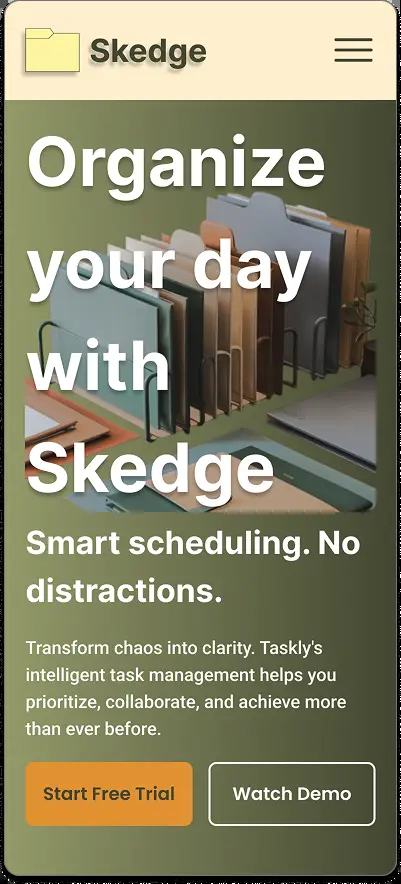 Skedge
Organize
your day
with
Skedge
Smart scheduling. No
distractions.
Transform chaos into clarity. Taskly's
intelligent task management helps you
prioritize, collaborate, and achieve more
than ever before.
Start Free Trial
Watch Demo